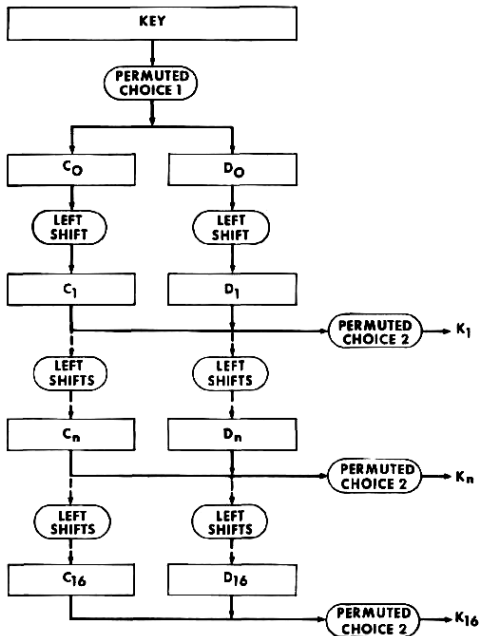 KEY
PERMUTED
CHOICE 1
C0 D0
LEFT LEFT
SHIFT SHIFT
C1 D1
PERMUTED
CHOICE 2 K1
LEFT LEFT
SHIFTS SHIFTS
Cn Dn
PERMUTED
CHOICE 2 Kn
LEFT LEFT
SHIFTS SHIFTS
C16 D16
PERMUTED
CHOICE 2 K16